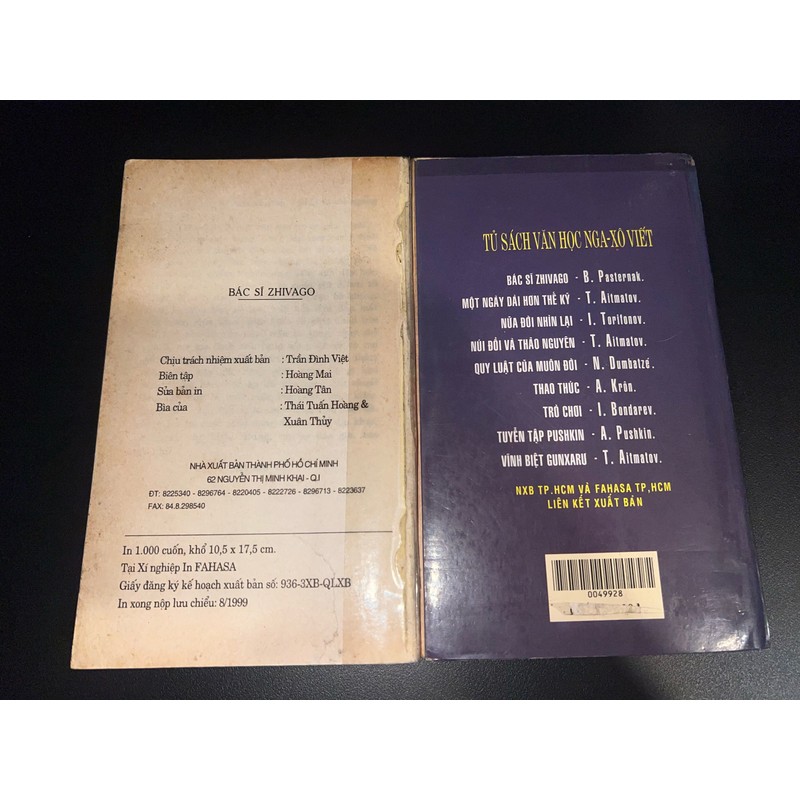 BÁC SĨ ZHIVAGO
Chịu trách nhiệm xuất bản : Trần Đình Việt
Biên tập : Hoàng Mai
Sửa bản in : Hoàng Tân
Bìa của : Thái Tuấn Hoàng &
Xuân Thủy
NHÀ XUẤT BẢN THÀNH PHỐ HỒ CHÍ MINH
62 NGUYỄN THỊ MINH KHAI - Q.I
ĐT: 8225340 - 8296764 - 8220405 - 8222726 - 8296713 - 8223637
FAX: 84.8.298540
In 1.000 cuốn, khổ 10,5 x 17,5 cm.
Tại Xí nghiệp In FAHASA
Giấy đăng ký kế hoạch xuất bản số: 936-3XB-QLXB
In xong nộp lưu chiểu: 8/1999
TỦ SÁCH VĂN HỌC NGA-XÔ VIẾT
BÁC SĨ ZHIVAGO - B. Pasternak.
MỘT NGÀY DÀI HƠN THẾ KỶ - T. Aitmatov.
NỬA ĐỜI NHÌN LẠI - I. Torifonov.
NÚI ĐỒI VÀ THẢO NGUYÊN - T. Aitmatov.
QUY LUẬT CỦA MUÔN ĐỜI - N. Dumbatzé.
THAO THỨC - A. Krôn.
TRÒ CHƠI - I. Bondarev.
TUYỂN TẬP PUSHKIN - A. Pushkin.
VĨNH BIỆT GUNXARƯ - T. Aitmatov.
NXB TP.HCM VÀ FAHASA TP,HCM
LIÊN KẾT XUẤT BẢN
0049928